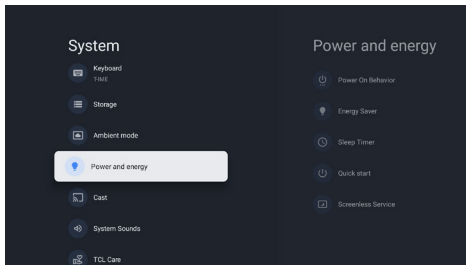 System
Keyboard
TIME
Storage
Ambient mode
Power and energy
Cast
System Sounds
TCL Care
Power and energy
Power On Behavior
Energy Saver
Sleep Timer
Quick start
Screenless Service